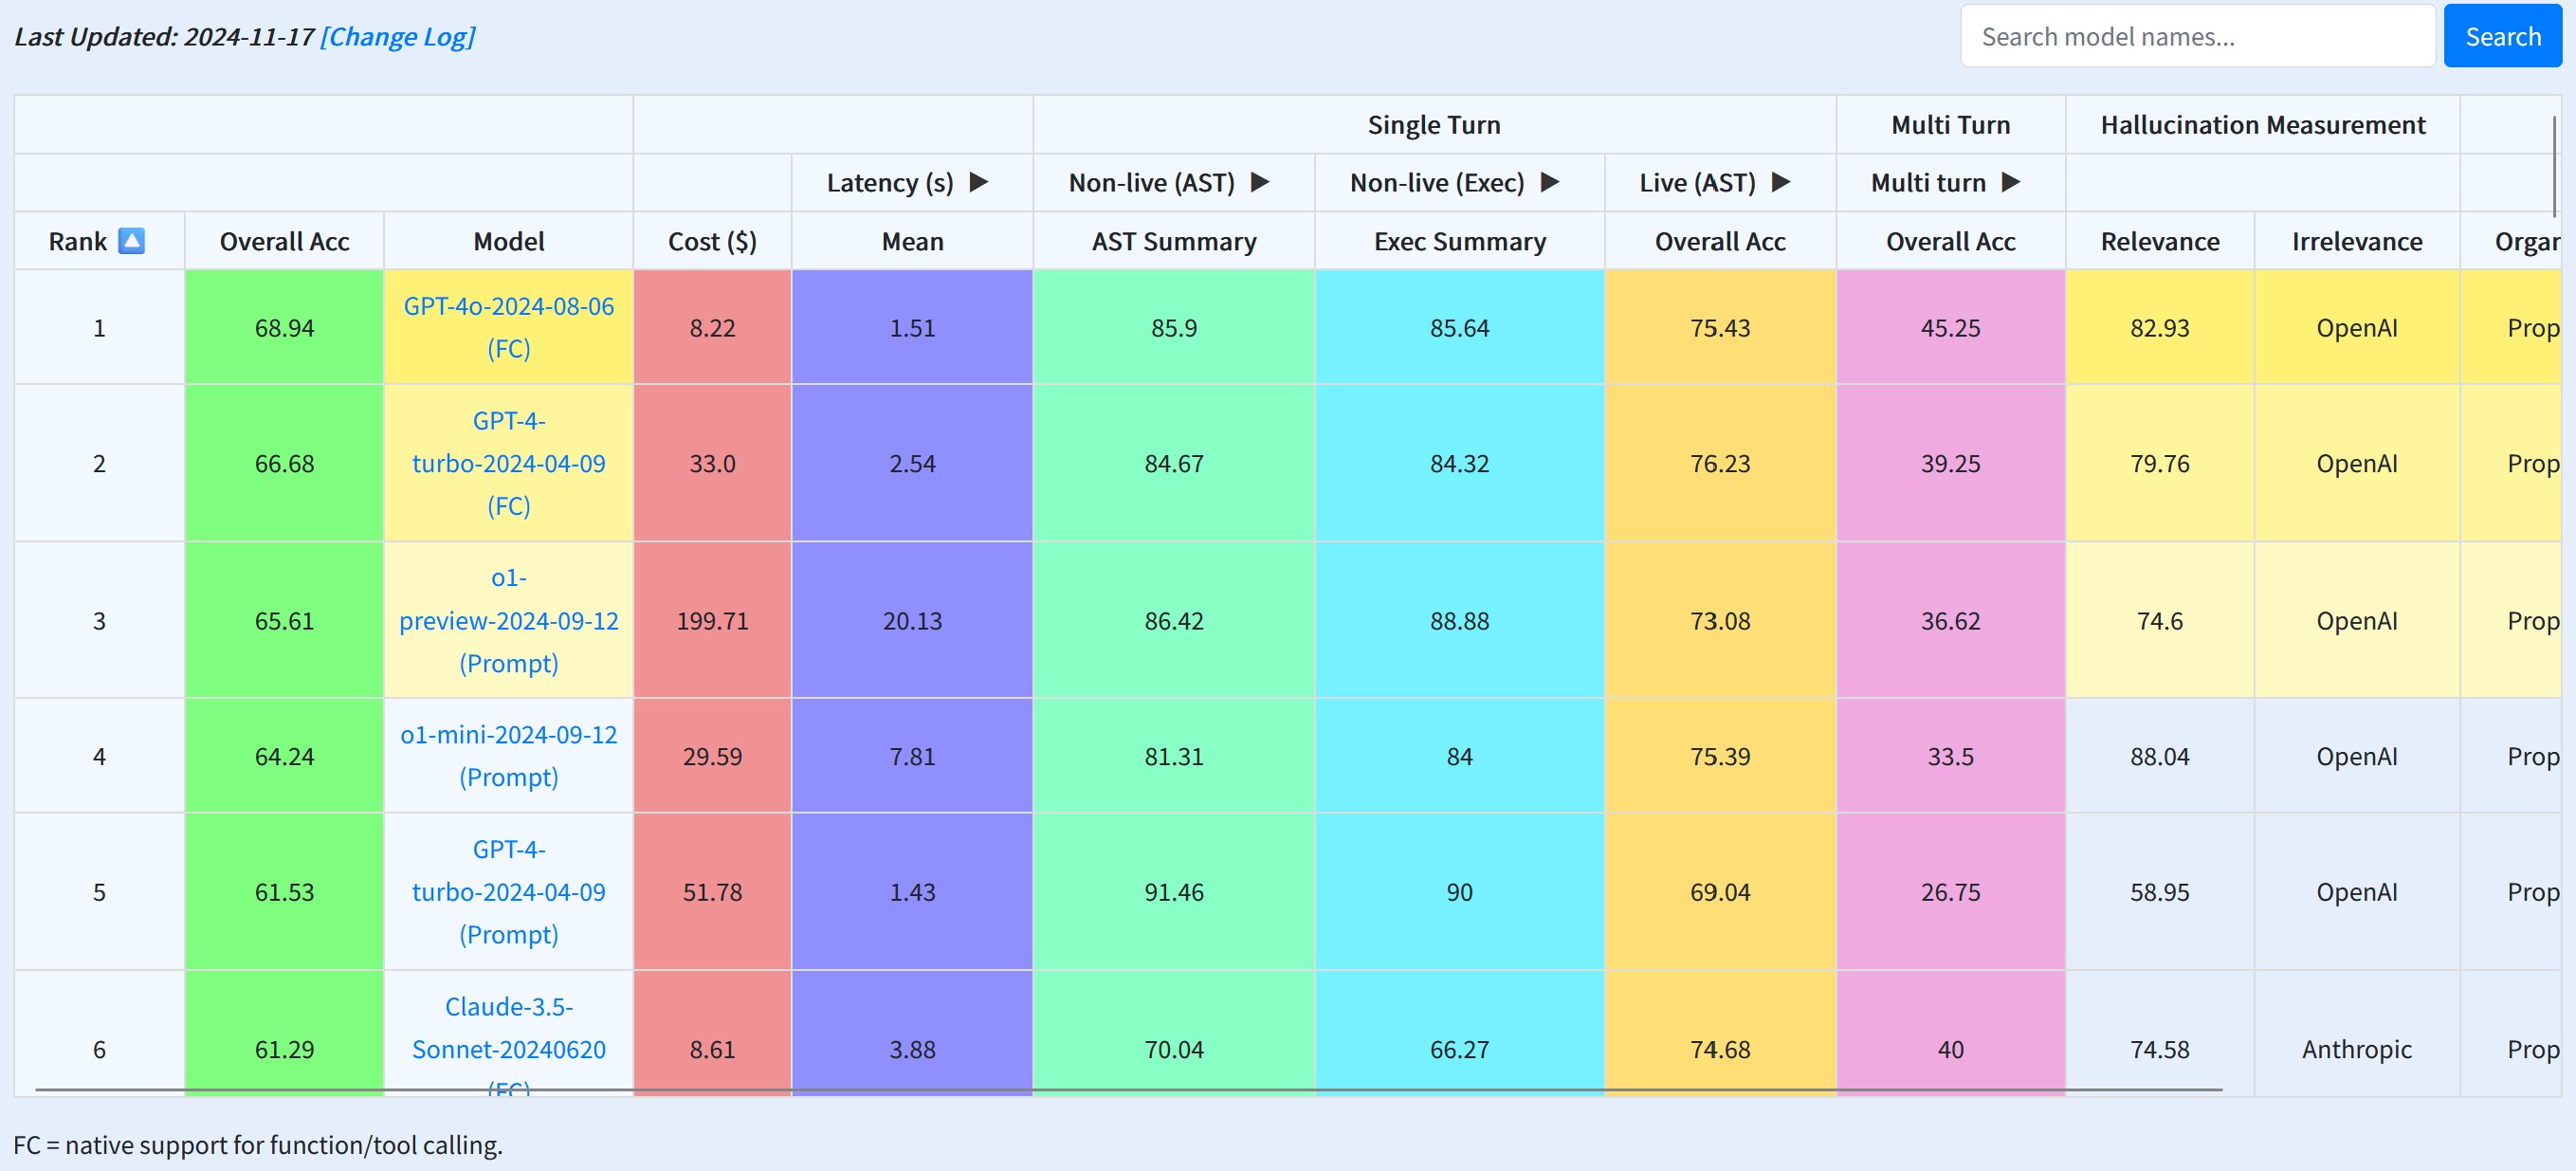 Last Updated: 2024-11-17 [Change Log]
Search model names...
Search
Single Turn
Multi Turn
Hallucination Measurement
Latency (s) ▶
Non-live (AST) ▶
Non-live (Exec) ▶
Live (AST) ▶
Multi turn ▶
Rank 🔼 Overall Acc Model Cost ($) Mean AST Summary Exec Summary Overall Acc Overall Acc Relevance Irrelevance Organ
1 68.94 GPT-4o-2024-08-06 (FC) 8.22 1.51 85.9 85.64 75.43 45.25 82.93 OpenAI Prop
2 66.68 GPT-4-turbo-2024-04-09 (FC) 33.0 2.54 84.67 84.32 76.23 39.25 79.76 OpenAI Prop
3 65.61 o1-preview-2024-09-12 (Prompt) 199.71 20.13 86.42 88.88 73.08 36.62 74.6 OpenAI Prop
4 64.24 o1-mini-2024-09-12 (Prompt) 29.59 7.81 81.31 84 75.39 33.5 88.04 OpenAI Prop
5 61.53 GPT-4-turbo-2024-04-09 (Prompt) 51.78 1.43 91.46 90 69.04 26.75 58.95 OpenAI Prop
6 61.29 Claude-3.5-Sonnet-20240620 (FC) 8.61 3.88 70.04 66.27 74.68 40 74.58 Anthropic Prop
FC = native support for function/tool calling.